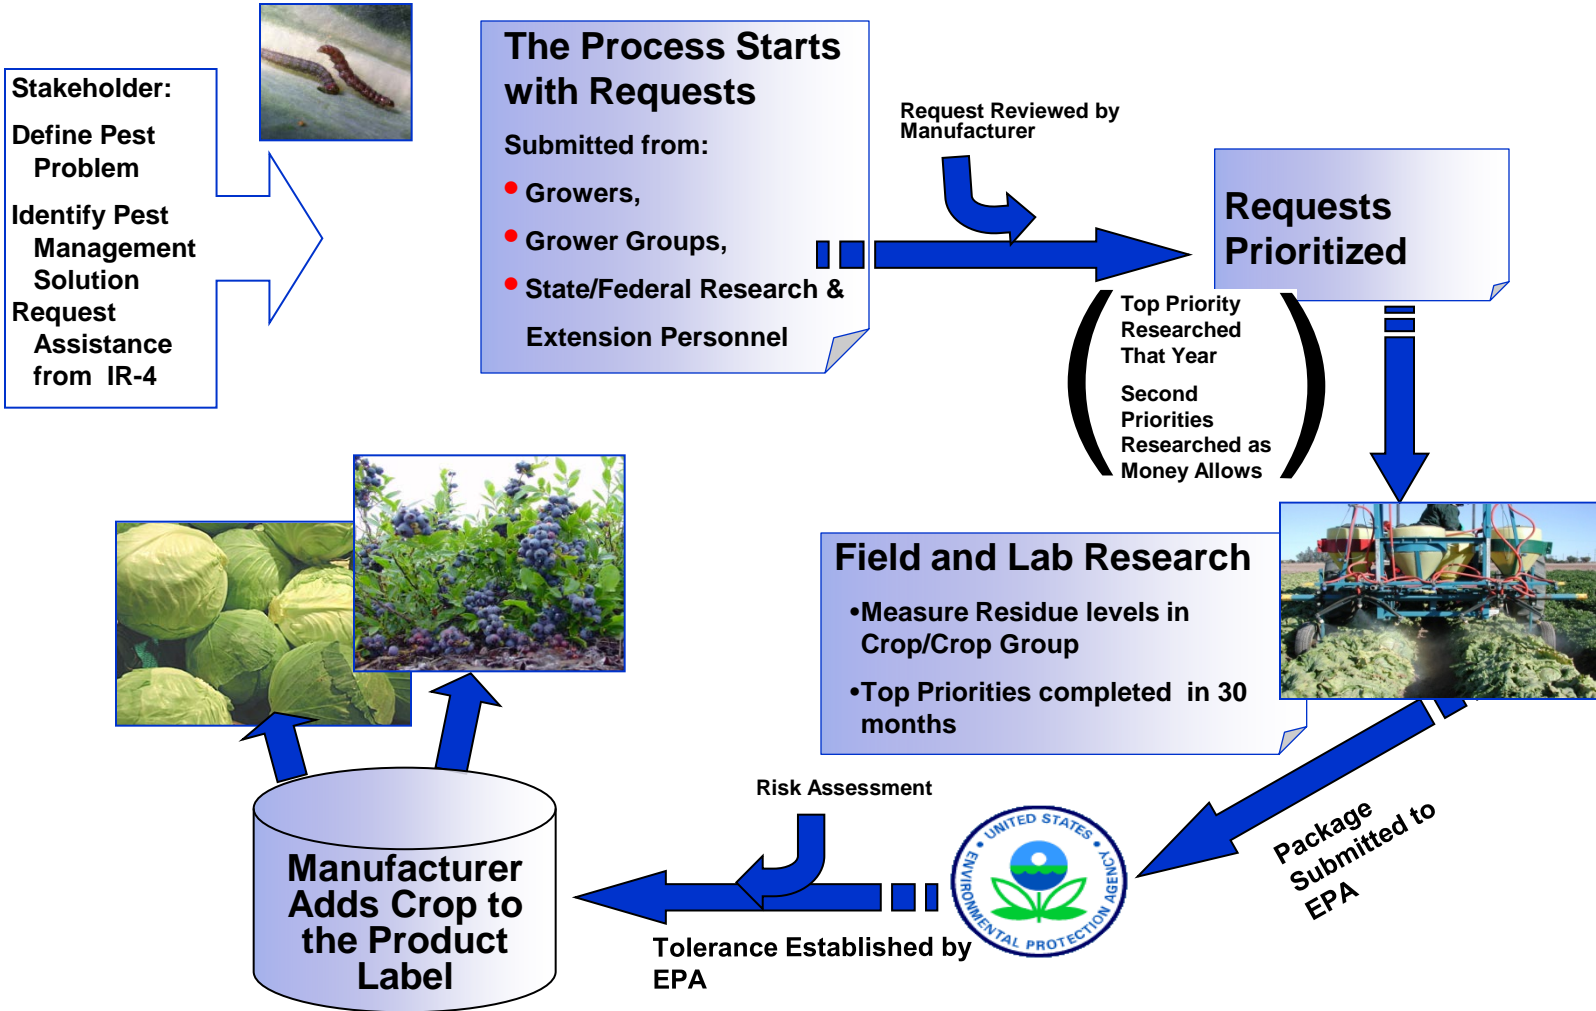 Stakeholder:
Define Pest
Problem
Identify Pest
Management
Solution
Request
Assistance
from IR-4
The Process Starts
with Requests
Submitted from:
• Growers,
• Grower Groups,
• State/Federal Research &
Extension Personnel
Request Reviewed by
Manufacturer
Requests
Prioritized
Top Priority
Researched
That Year
Second
Priorities
Researched as
Money Allows
Field and Lab Research
•Measure Residue levels in
Crop/Crop Group
•Top Priorities completed in 30
months
Package
Submitted to
EPA
UNITED STATES
ENVIRONMENTAL PROTECTION AGENCY
Risk Assessment
Tolerance Established by
EPA
Manufacturer
Adds Crop to
the Product
Label